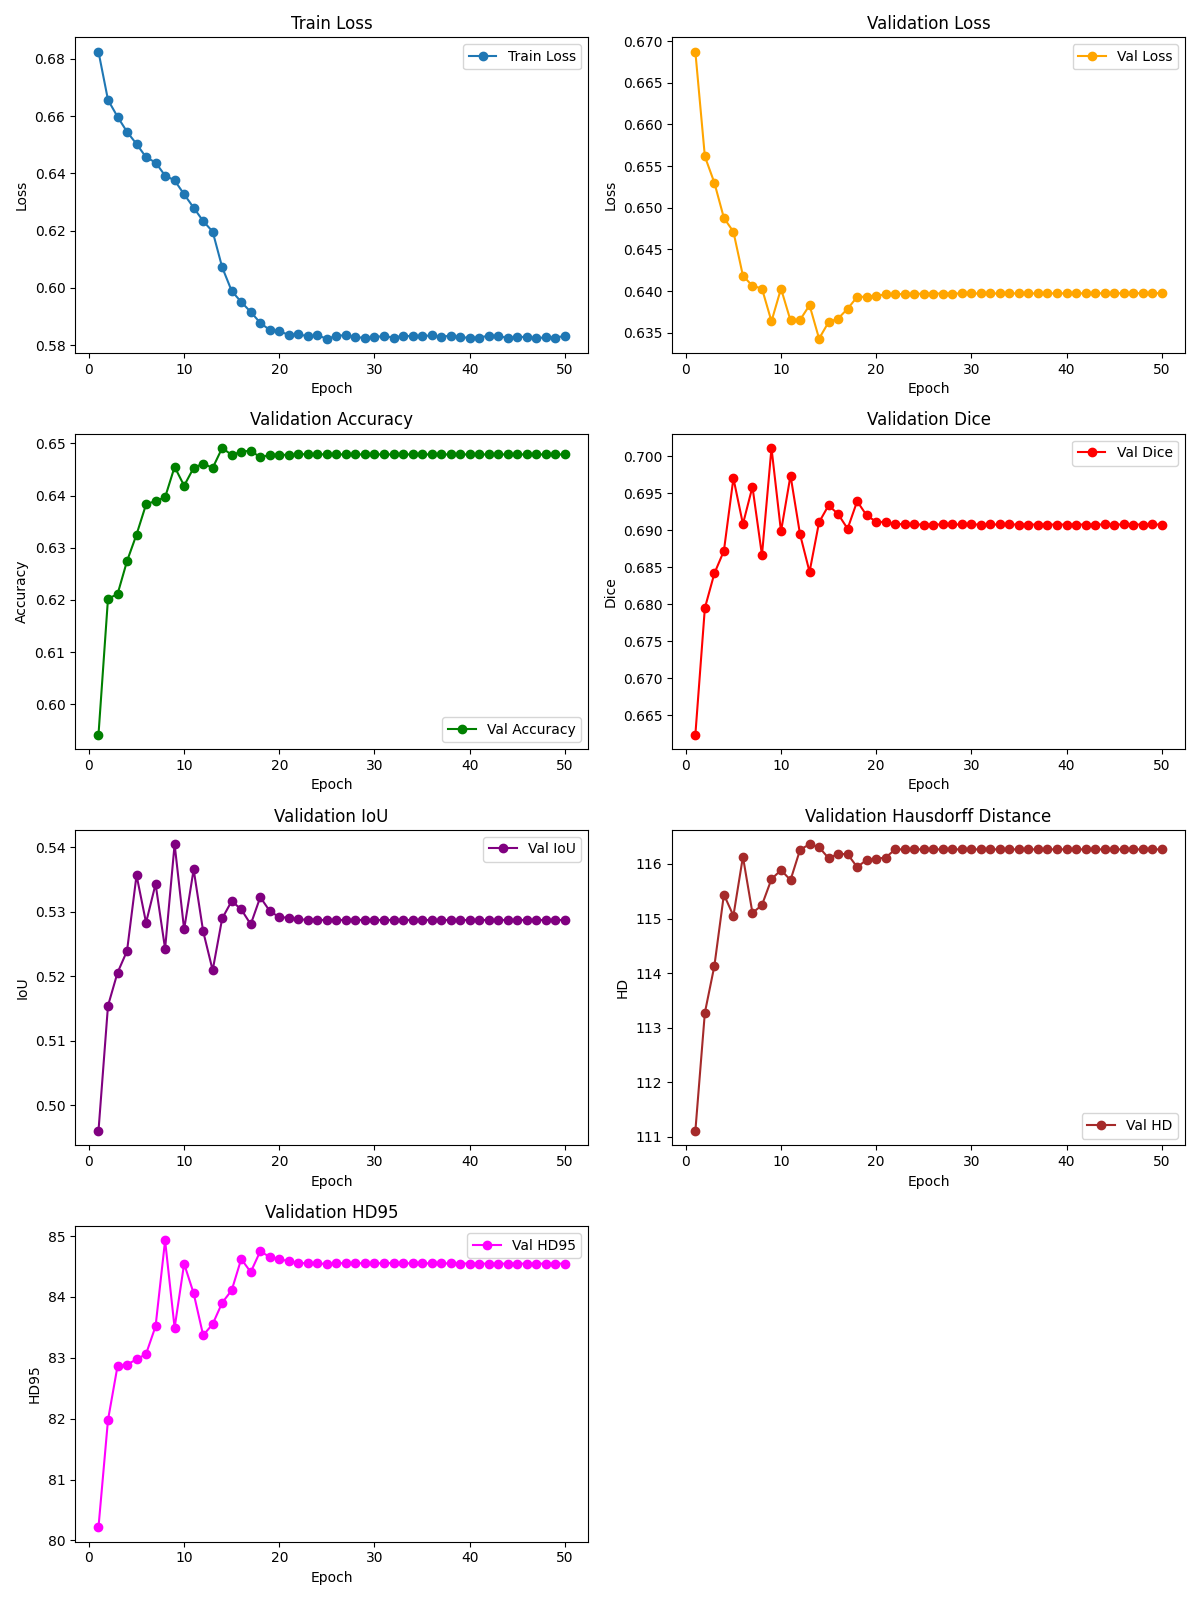 Train Loss
Train Loss
0.68
0.66
0.64
0.62
0.60
0.58
Loss
0 10 20 30 40 50
Epoch
Validation Loss
Val Loss
0.670
0.665
0.660
0.655
0.650
0.645
0.640
0.635
Loss
0 10 20 30 40 50
Epoch
Validation Accuracy
0.65
0.64
0.63
0.62
0.61
0.60
Accuracy
Val Accuracy
0 10 20 30 40 50
Epoch
Validation Dice
Val Dice
0.700
0.695
0.690
0.685
0.680
0.675
0.670
0.665
Dice
0 10 20 30 40 50
Epoch
Validation IoU
Val IoU
0.54
0.53
0.52
0.51
0.50
IoU
0 10 20 30 40 50
Epoch
Validation Hausdorff Distance
116
115
114
113
112
111
HD
Val HD
0 10 20 30 40 50
Epoch
Validation HD95
Val HD95
85
84
83
82
81
80
HD95
0 10 20 30 40 50
Epoch